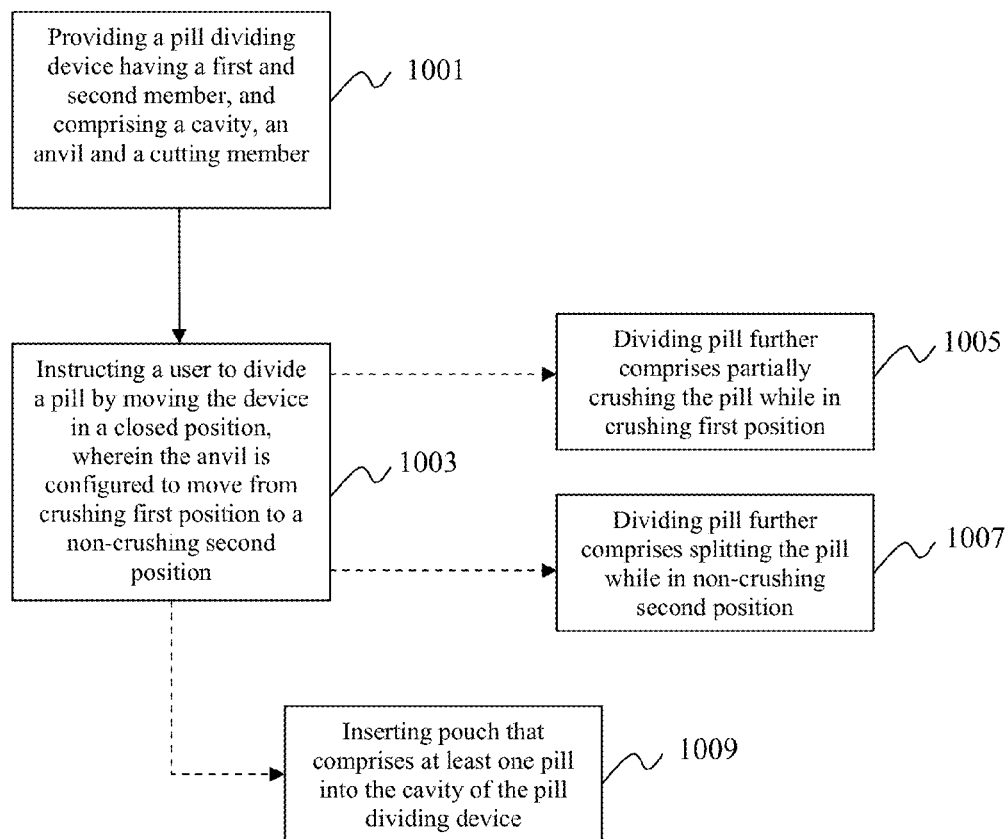 Providing a pill dividing
device having a first and
second member, and
comprising a cavity, an
anvil and a cutting member
1001
Instructing a user to divide
a pill by moving the device
in a closed position,
wherein the anvil is
configured to move from
crushing first position to a
non-crushing second
position
1003
Dividing pill further
comprises partially
crushing the pill while in
crushing first position
1005
Dividing pill further
comprises splitting the pill
while in non-crushing
second position
1007
Inserting pouch that
comprises at least one pill
into the cavity of the pill
dividing device
1009